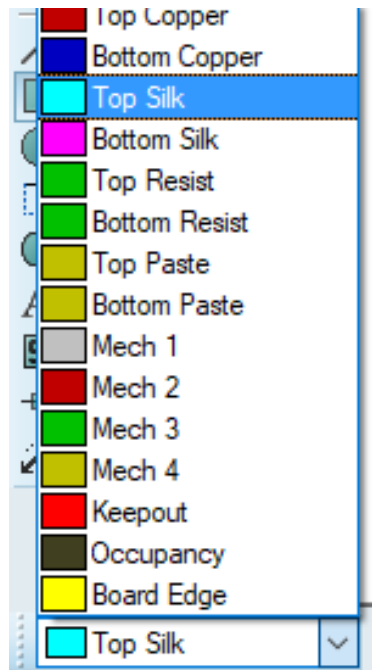 Top Copper
Bottom Copper
Top Silk
Bottom Silk
Top Resist
Bottom Resist
Top Paste
Bottom Paste
Mech 1
Mech 2
Mech 3
Mech 4
Keepout
Occupancy
Board Edge
Top Silk